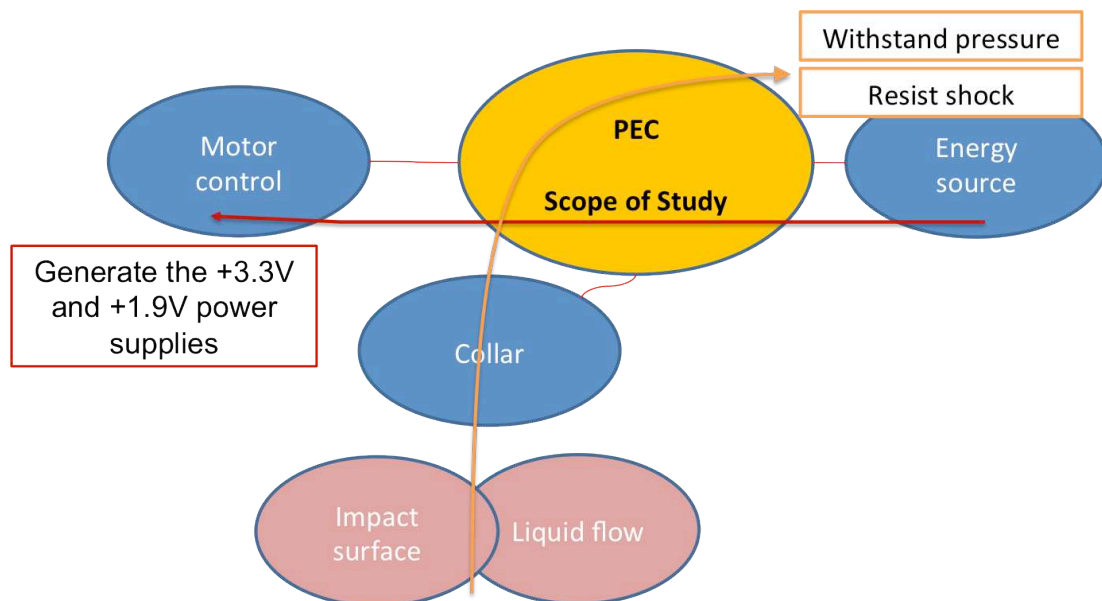 Withstand pressure
Resist shock
Motor
control
PEC
Scope of Study
Energy
source
Generate the +3.3V
and +1.9V power
supplies
Collar
Impact
surface
Liquid flow